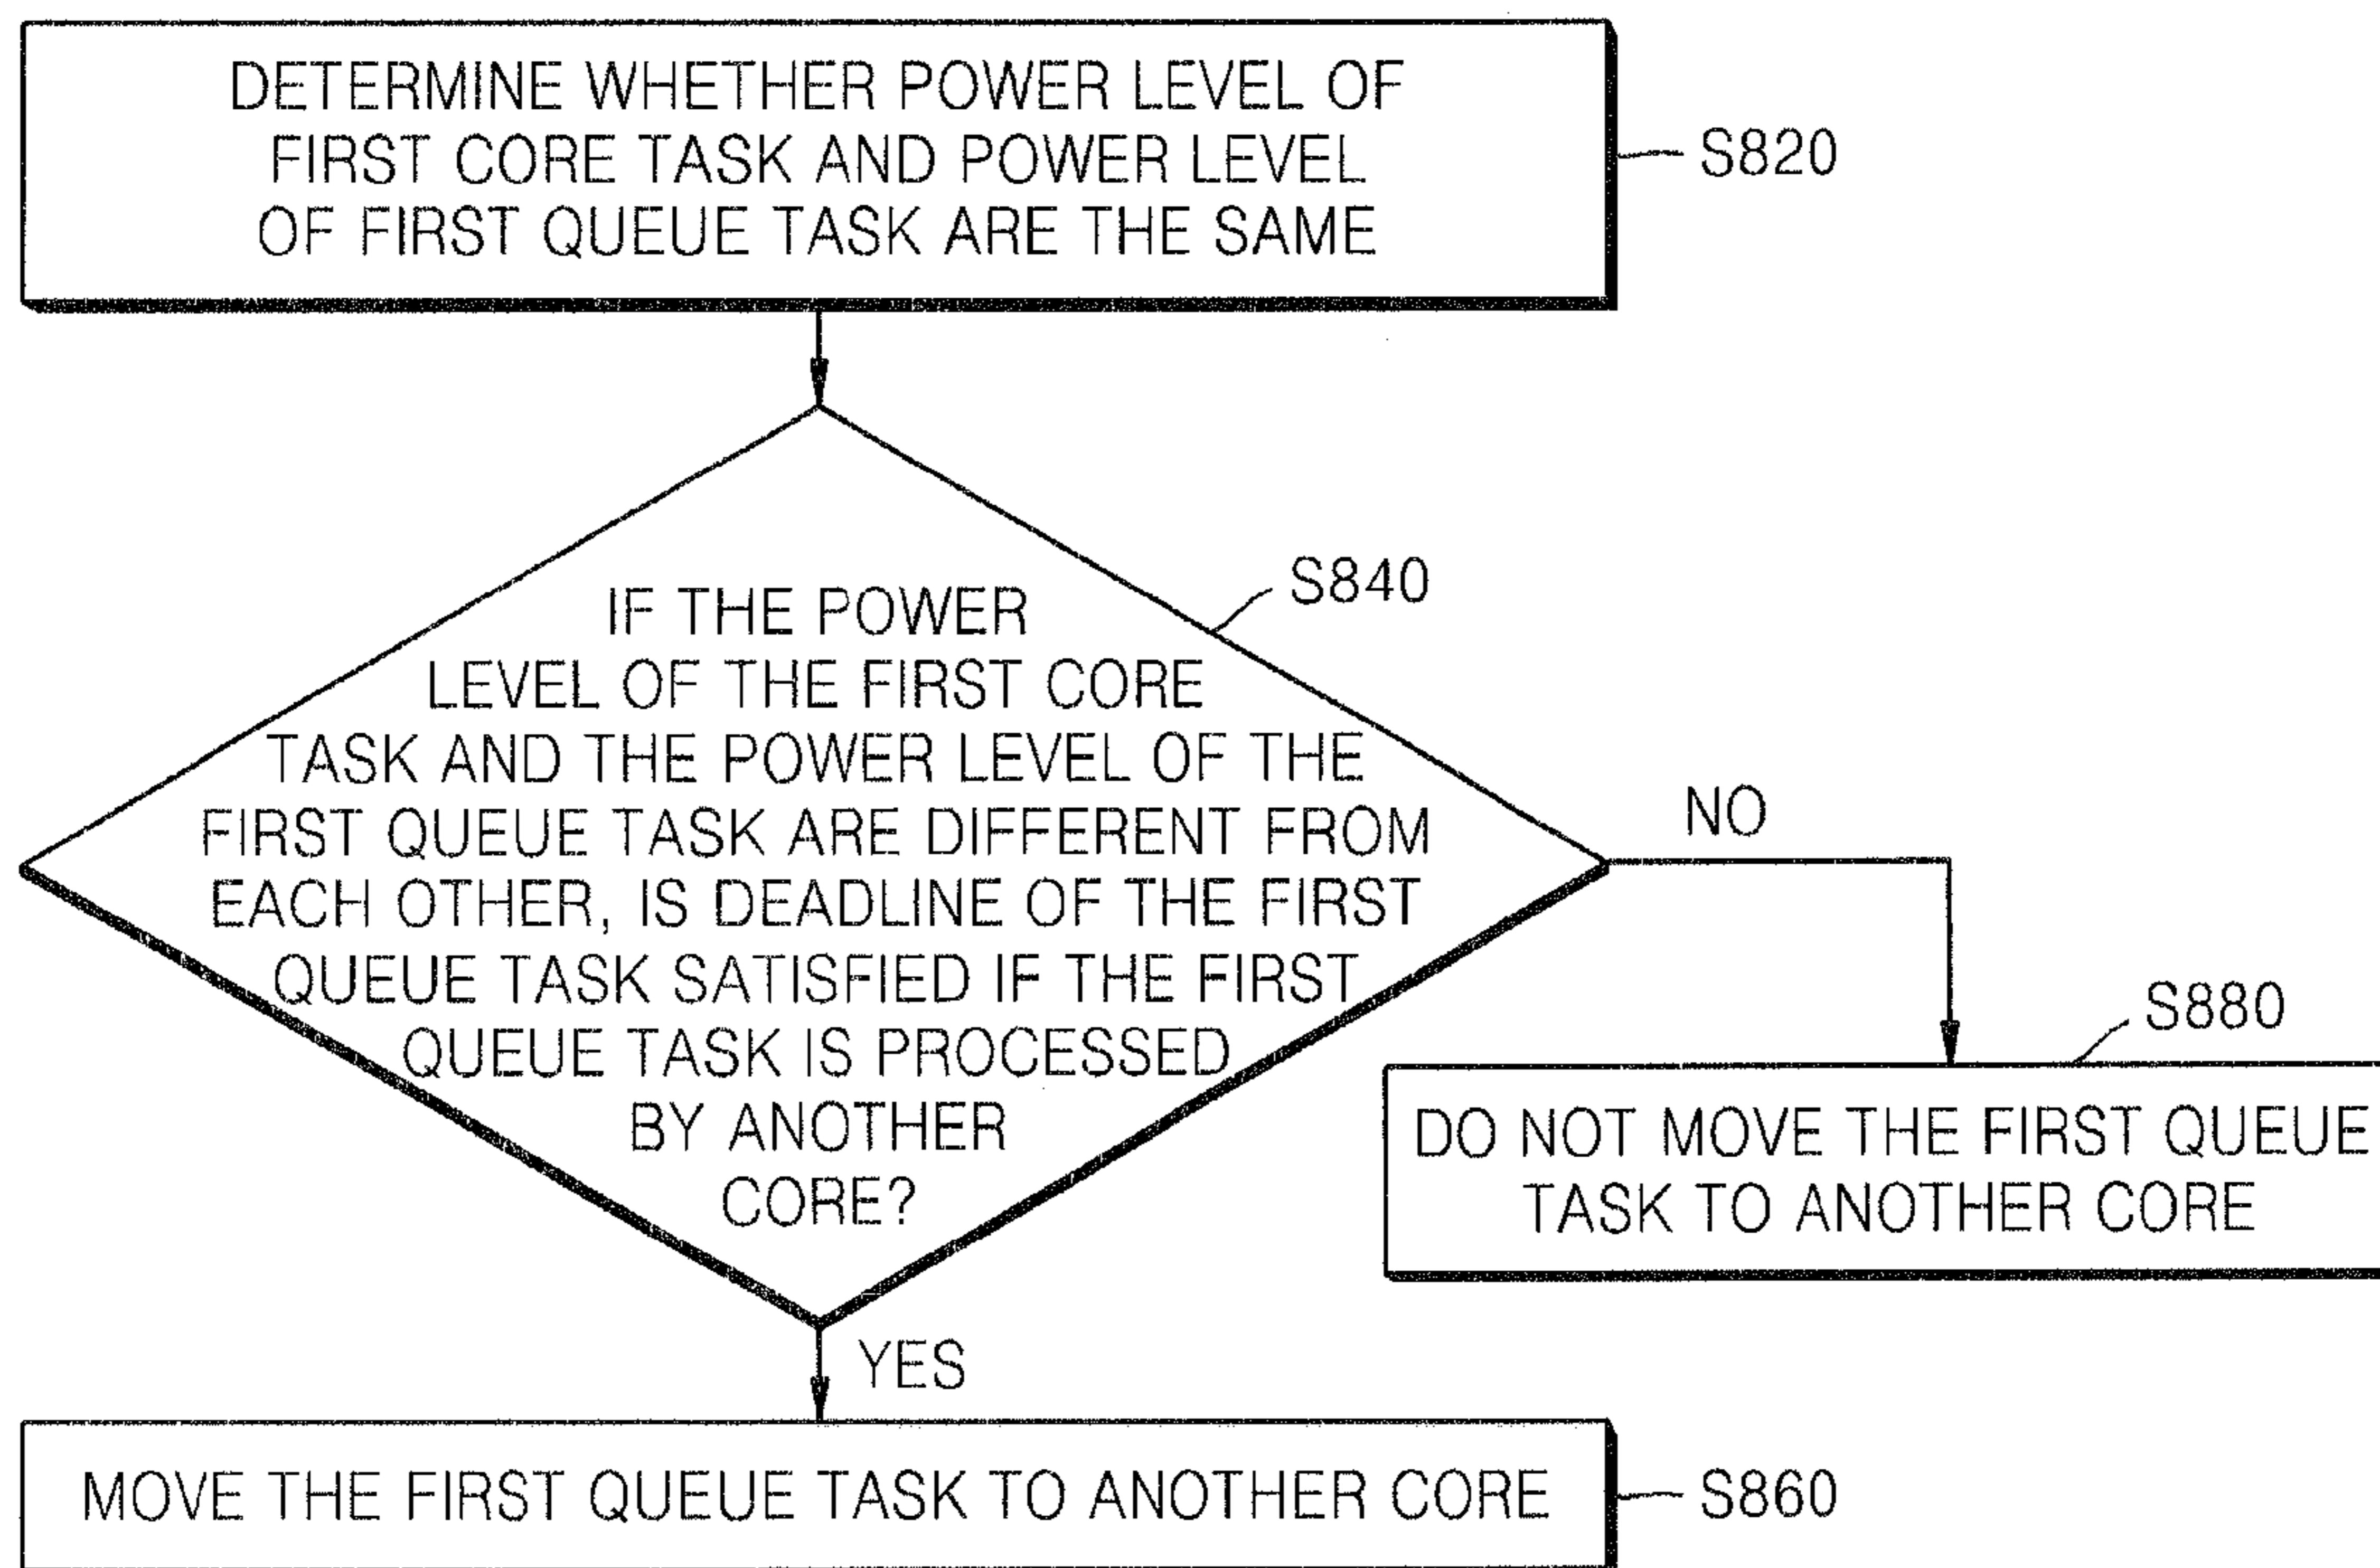 DETERMINE WHETHER POWER LEVEL OF
FIRST CORE TASK AND POWER LEVEL
OF FIRST QUEUE TASK ARE THE SAME
S820
S840
IF THE POWER
LEVEL OF THE FIRST CORE
TASK AND THE POWER LEVEL OF THE
FIRST QUEUE TASK ARE DIFFERENT FROM
EACH OTHER, IS DEADLINE OF THE FIRST
QUEUE TASK SATISFIED IF THE FIRST
QUEUE TASK IS PROCESSED
BY ANOTHER
CORE?
NO
S880
DO NOT MOVE THE FIRST QUEUE
TASK TO ANOTHER CORE
YES
MOVE THE FIRST QUEUE TASK TO ANOTHER CORE
S860